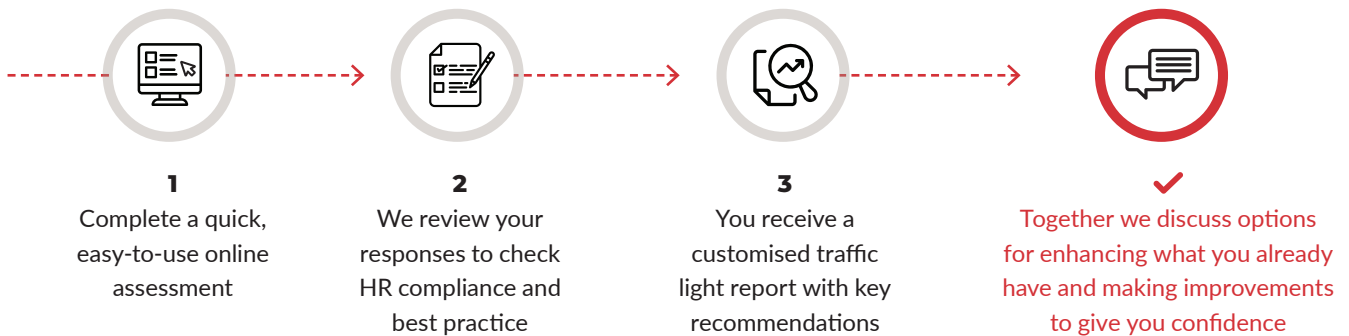 1
Complete a quick,
easy-to-use online
assessment
2
We review your
responses to check
HR compliance and
best practice
3
You receive a
customised traffic
light report with key
recommendations
Together we discuss options
for enhancing what you already
have and making improvements
to give you confidence